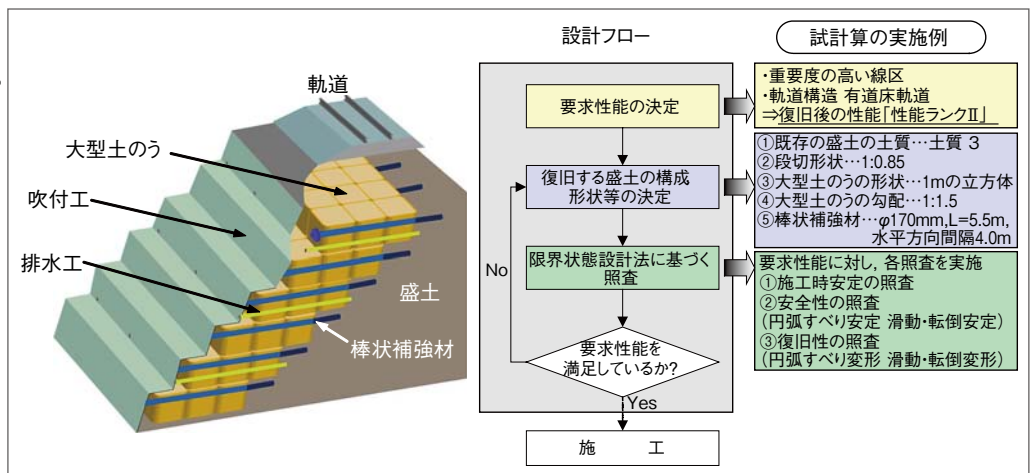 軌道
大型土のう
吹付工
排水工
盛土
棒状補強材
設計フロー
要求性能の決定
復旧する盛土の構成
形状等の決定
限界状態設計法に基づく
照査
要求性能を
満足しているか?
No
Yes
施　工
試計算の実施例
・重要度の高い線区
・軌道構造 有道床軌道
⇒復旧後の性能「性能ランクⅡ」
①既存の盛土の土質…土質 3
②段切形状…1:0.85
③大型土のうの形状…1mの立方体
④大型土のうの勾配…1:1.5
⑤棒状補強材…φ170mm,L=5.5m,
水平方向間隔4.0m
要求性能に対し, 各照査を実施
①施工時安定の照査
②安全性の照査
(円弧すべり安定 滑動・転倒安定)
③復旧性の照査
(円弧すべり変形 滑動・転倒変形)